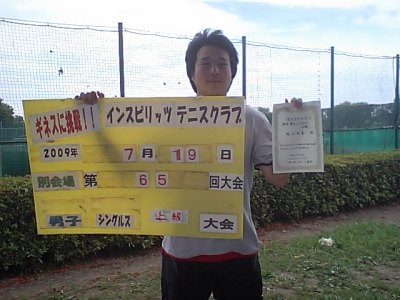 ギネスに挑戦!! インスピリッツテニスクラブ
2009年 7月 19日
別会場 第 65 回大会
男子 シングルス 上級 大会